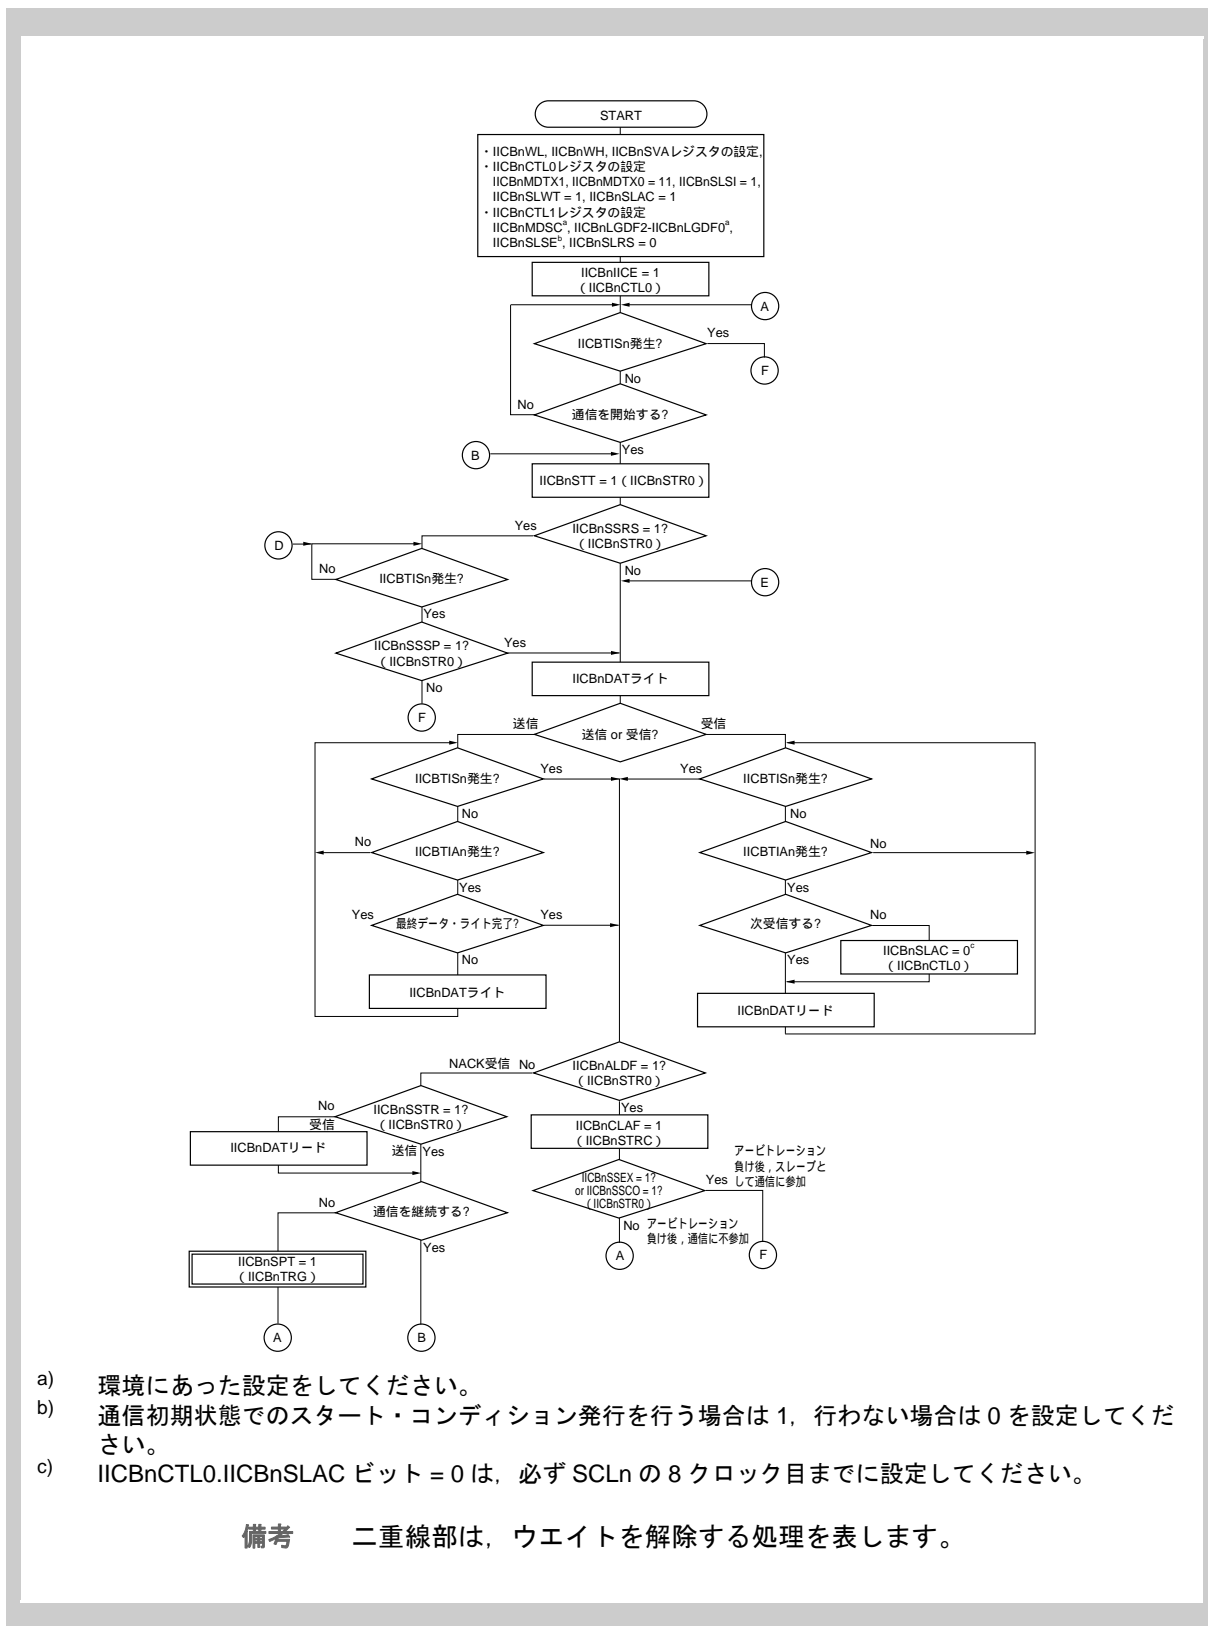 START
・IICBnWL, IICBnWH, IICBnSVAレジスタの設定,
・IICBnCTL0レジスタの設定
IICBnMDTX1, IICBnMDTX0 = 11, IICBnSLSI = 1,
IICBnSLWT = 1, IICBnSLAC = 1
・IICBnCTL1レジスタの設定
IICBnMDSCa, IICBnLGDF2-IICBnLGDF0a,
IICBnSLSEb, IICBnSLRS = 0
IICBnIICE = 1
( IICBnCTL0 )
A
IICBTISn発生?
Yes
F
No
通信を開始する?
No
Yes
B
IICBnSTT = 1 ( IICBnSTR0 )
IICBnSSRS = 1?
( IICBnSTR0 )
Yes
No
D
E
IICBTISn発生?
No
Yes
IICBnSSSP = 1?
( IICBnSTR0 )
Yes
No
F
IICBnDATライト
送信 or 受信?
送信
受信
IICBTISn発生?
Yes
No
Yes
IICBTISn発生?
No
IICBTIAn発生?
No
Yes
IICBTIAn発生?
No
Yes
最終データ・ライト完了?
Yes
Yes
No
次受信する?
No
Yes
IICBnSLAC = 0c
( IICBnCTL0 )
IICBnDATライト
IICBnDATリード
IICBnALDF = 1?
( IICBnSTR0 )
NACK受信 No
Yes
IICBnSSTR = 1?
( IICBnSTR0 )
No
受信
送信 Yes
IICBnDATリード
IICBnCLAF = 1
( IICBnSTRC )
IICBnSSEX = 1?
or IICBnSSCO = 1?
( IICBnSTR0 )
Yes
アービトレーション
負け後，スレーブと
して通信に参加
No
アービトレーション
負け後，通信に不参加
A
F
通信を継続する?
No
Yes
IICBnSPT = 1
( IICBnTRG )
A
B
a) 環境にあった設定をしてください。
b) 通信初期状態でのスタート・コンディション発行を行う場合は 1，行わない場合は 0 を設定してくだ
さい。
c) IICBnCTL0.IICBnSLAC ビット = 0 は，必ず SCLn の 8 クロック目までに設定してください。
備考 二重線部は，ウエイトを解除する処理を表します。